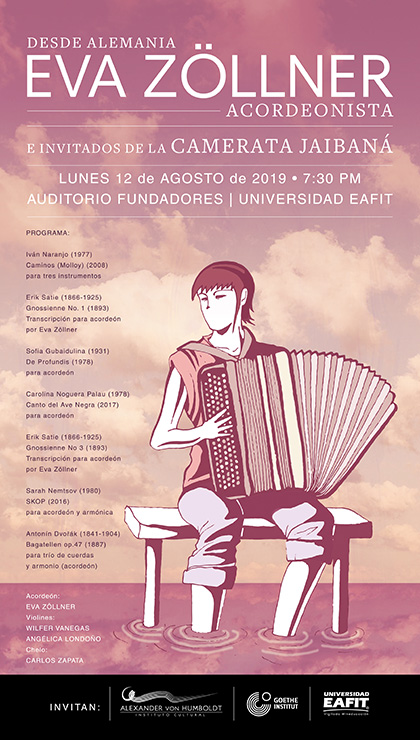 DESDE ALEMANIA
EVA ZÖLLNER
ACORDEONISTA
E INVITADOS DE LA CAMERATA JAIBANÁ
LUNES 12 de AGOSTO de 2019 • 7:30 PM
AUDITORIO FUNDADORES | UNIVERSIDAD EAFIT
PROGRAMA:
Iván Naranjo (1977)
Caminos (Molloy) (2008)
para tres instrumentos
Erik Satie (1866-1925)
Gnossienne No. 1 (1893)
Transcripción para acordeón
por Eva Zöllner
Sofia Gubaidulina (1931)
De Profundis (1978)
para acordeón
Carolina Noguera Palau (1978)
Canto del Ave Negra (2017)
para acordeón
Erik Satie (1866-1925)
Gnossienne No 3 (1893)
Transcripción para acordeón
por Eva Zöllner
Sarah Nemtsov (1980)
SKOP (2016)
para acordeón y armónica
Antonín Dvořák (1841-1904)
Bagatellen op.47 (1887)
para trío de cuerdas
y armonio (acordeón)
Acordeón:
EVA ZÖLLNER
Violines:
WILFER VANEGAS
ANGÉLICA LONDOÑO
Chelo:
CARLOS ZAPATA
INVITAN:
ALEXANDER VON HUMBOLDT
INSTITUTO CULTURAL
GOETHE
INSTITUT
UNIVERSIDAD
EAFIT
Vigilada Mineducación